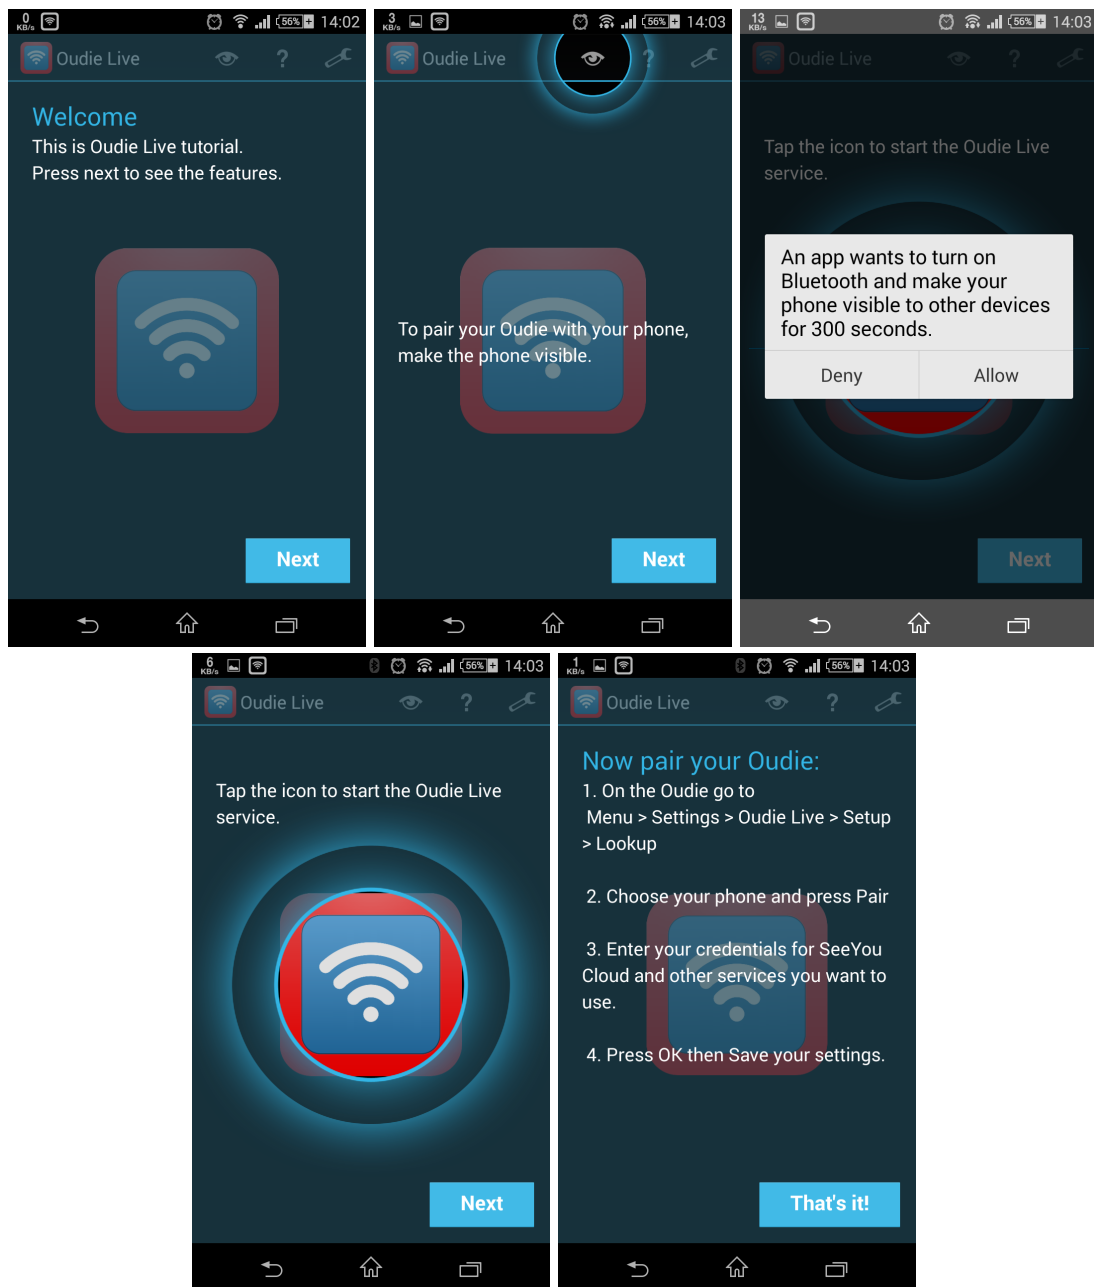 0
KB/s
56%
14:02
Oudie Live
?
Welcome
This is Oudie Live tutorial.
Press next to see the features.
Next
3
KB/s
56%
14:03
Oudie Live
?
To pair your Oudie with your phone,
make the phone visible.
Next
13
KB/s
56%
14:03
Oudie Live
?
Tap the icon to start the Oudie Live
service.
An app wants to turn on
Bluetooth and make your
phone visible to other devices
for 300 seconds.
Deny
Allow
Next
6
KB/s
56%
14:03
Oudie Live
?
Tap the icon to start the Oudie Live
service.
Next
1
KB/s
56%
14:03
Oudie Live
?
Now pair your Oudie:
1. On the Oudie go to
Menu > Settings > Oudie Live > Setup
> Lookup
2. Choose your phone and press Pair
3. Enter your credentials for SeeYou
Cloud and other services you want to
use.
4. Press OK then Save your settings.
That's it!